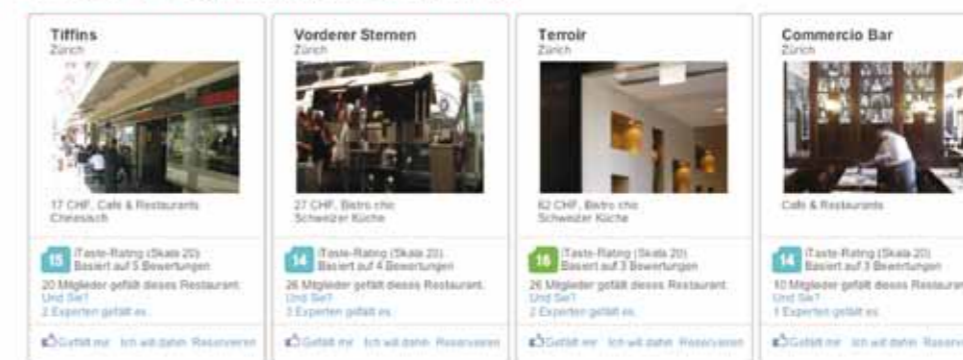 Tiffins
Zürich
17 CHF, Café & Restaurants
Chinesisch
15
iTaste-Rating (Skala 20)
Basiert auf 5 Bewertungen
20 Mitglieder gefällt dieses Restaurant.
Und Sie?
2 Experten gefällt es.
Gefällt mir Ich will dahin Reservieren
Vorderer Sternen
Zürich
27 CHF, Bistro chic
Schweizer Küche
14
iTaste-Rating (Skala 20)
Basiert auf 4 Bewertungen
26 Mitglieder gefällt dieses Restaurant.
Und Sie?
3 Experten gefällt es.
Gefällt mir Ich will dahin Reservieren
Terroir
Zürich
62 CHF, Bistro chic
Schweizer Küche
16
iTaste-Rating (Skala 20)
Basiert auf 3 Bewertungen
26 Mitglieder gefällt dieses Restaurant.
Und Sie?
2 Experten gefällt es.
Gefällt mir Ich will dahin Reservieren
Commercio Bar
Zürich
Café & Restaurants
14
iTaste-Rating (Skala 20)
Basiert auf 3 Bewertungen
10 Mitglieder gefällt dieses Restauran
Und Sie?
1 Experten gefällt es.
Gefällt mir Ich will dahin